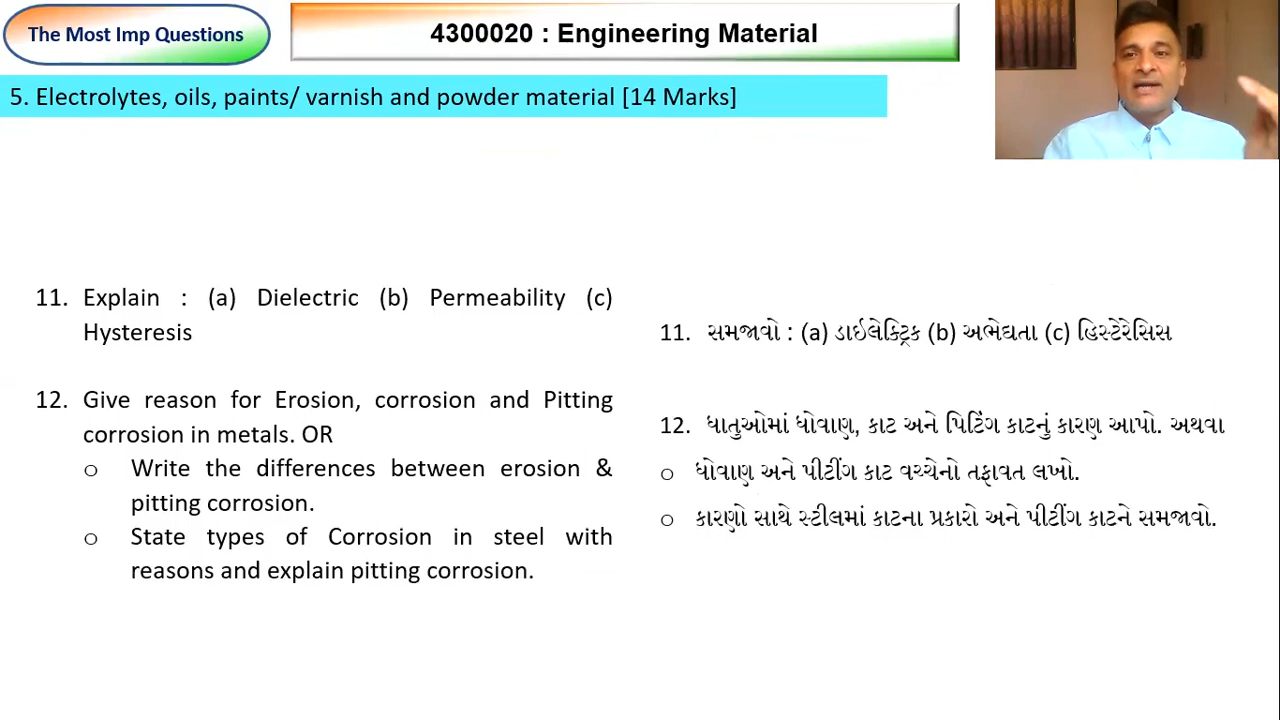 The Most Imp Questions
4300020 : Engineering Material
5. Electrolytes, oils, paints/ varnish and powder material [14 Marks]
11. Explain : (a) Dielectric (b) Permeability (c)
Hysteresis
12. Give reason for Erosion, corrosion and Pitting
corrosion in metals. OR
o Write the differences between erosion &
pitting corrosion.
o State types of Corrosion in steel with
reasons and explain pitting corrosion.
11. સમજાવો : (a) ડાઇલેક્ટ્રિક (b) અભેદ્યતા (c) હિસ્ટેરેસિસ
12. ધાતુઓમાં ધોવાણ, કાટ અને પિટિંગ કાટનું કારણ આપો. અથવા
o ધોવાણ અને પીટીંગ કાટ વચ્ચેનો તફાવત લખો.
o કારણો સાથે સ્ટીલમાં કાટના પ્રકારો અને પીટીંગ કાટને સમજાવો.